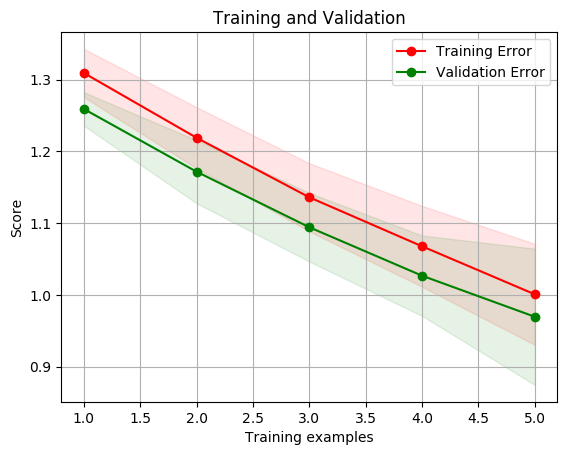 Training and Validation
Training Error
Validation Error
1.3
1.2
1.1
1.0
0.9
Score
1.0 1.5 2.0 2.5 3.0 3.5 4.0 4.5 5.0
Training examples